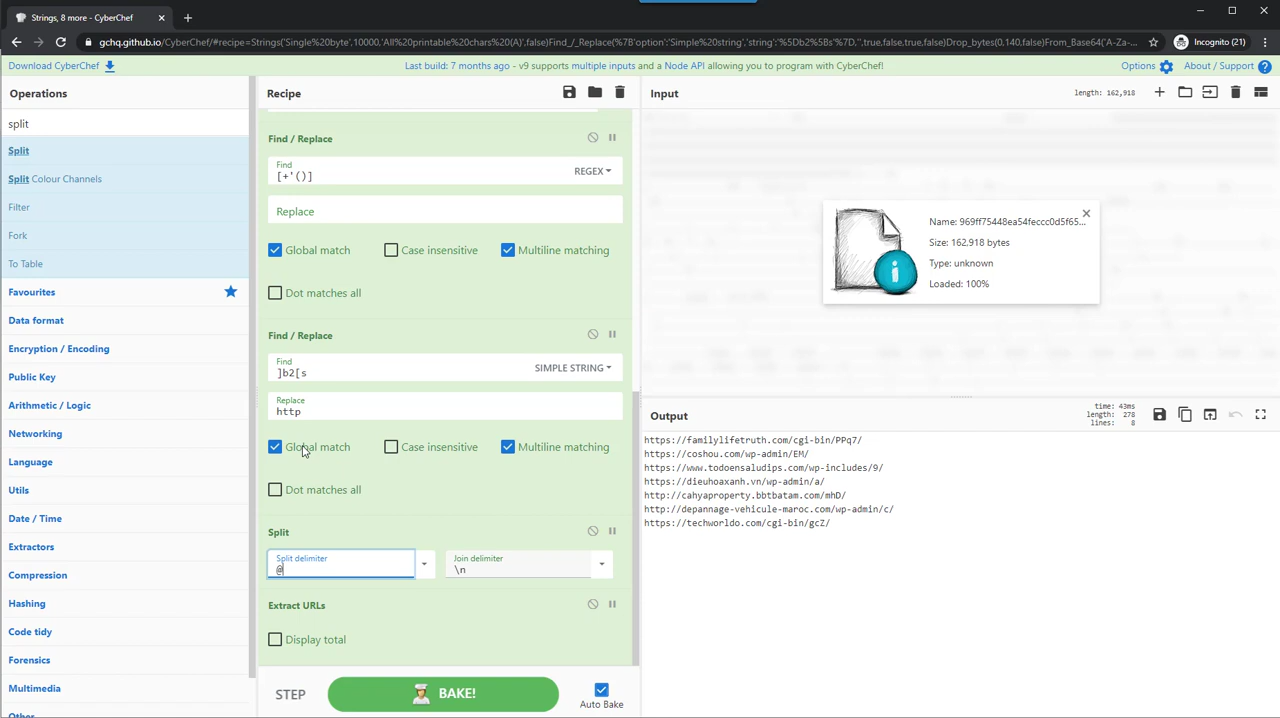 Strings, 8 more - CyberChef
gchq.github.io/CyberChef/#recipe=Strings('Single%20byte',10000,'All%20printable%20chars%20(A)',false)Find_/_Replace(%7B'option':'Simple%20string','string':'%5Db2%5Bs'%7D,'',true,false,true,false)Drop_bytes(0,140,false)From_Base64('A-Za-...
Incognito (21)
Download CyberChef
Last build: 7 months ago - v9 supports multiple inputs and a Node API allowing you to program with CyberChef!
Options
About / Support
Operations
split
Split
Split Colour Channels
Filter
Fork
To Table
Favourites
Data format
Encryption / Encoding
Public Key
Arithmetic / Logic
Networking
Language
Utils
Date / Time
Extractors
Compression
Hashing
Code tidy
Forensics
Multimedia
Other
Recipe
Find / Replace
Find
[+'()]
REGEX
Replace
Global match
Case insensitive
Multiline matching
Dot matches all
Find / Replace
Find
]b2[s
SIMPLE STRING
Replace
http
Global match
Case insensitive
Multiline matching
Dot matches all
Split
Split delimiter
@
Join delimiter
\n
Extract URLs
Display total
STEP
BAKE!
Auto Bake
Input
length: 162,918
Name: 969ff75448ea54feccc0d5f65...
Size: 162,918 bytes
Type: unknown
Loaded: 100%
Output
time: 43ms
length: 278
lines: 8
https://familylifetruth.com/cgi-bin/PPq7/
https://coshou.com/wp-admin/EM/
https://www.todoensaludips.com/wp-includes/9/
https://dieuhoaxanh.vn/wp-admin/a/
http://cahyaproperty.bbtbatam.com/mhD/
http://depannage-vehicule-maroc.com/wp-admin/c/
https://techworldo.com/cgi-bin/gcZ/